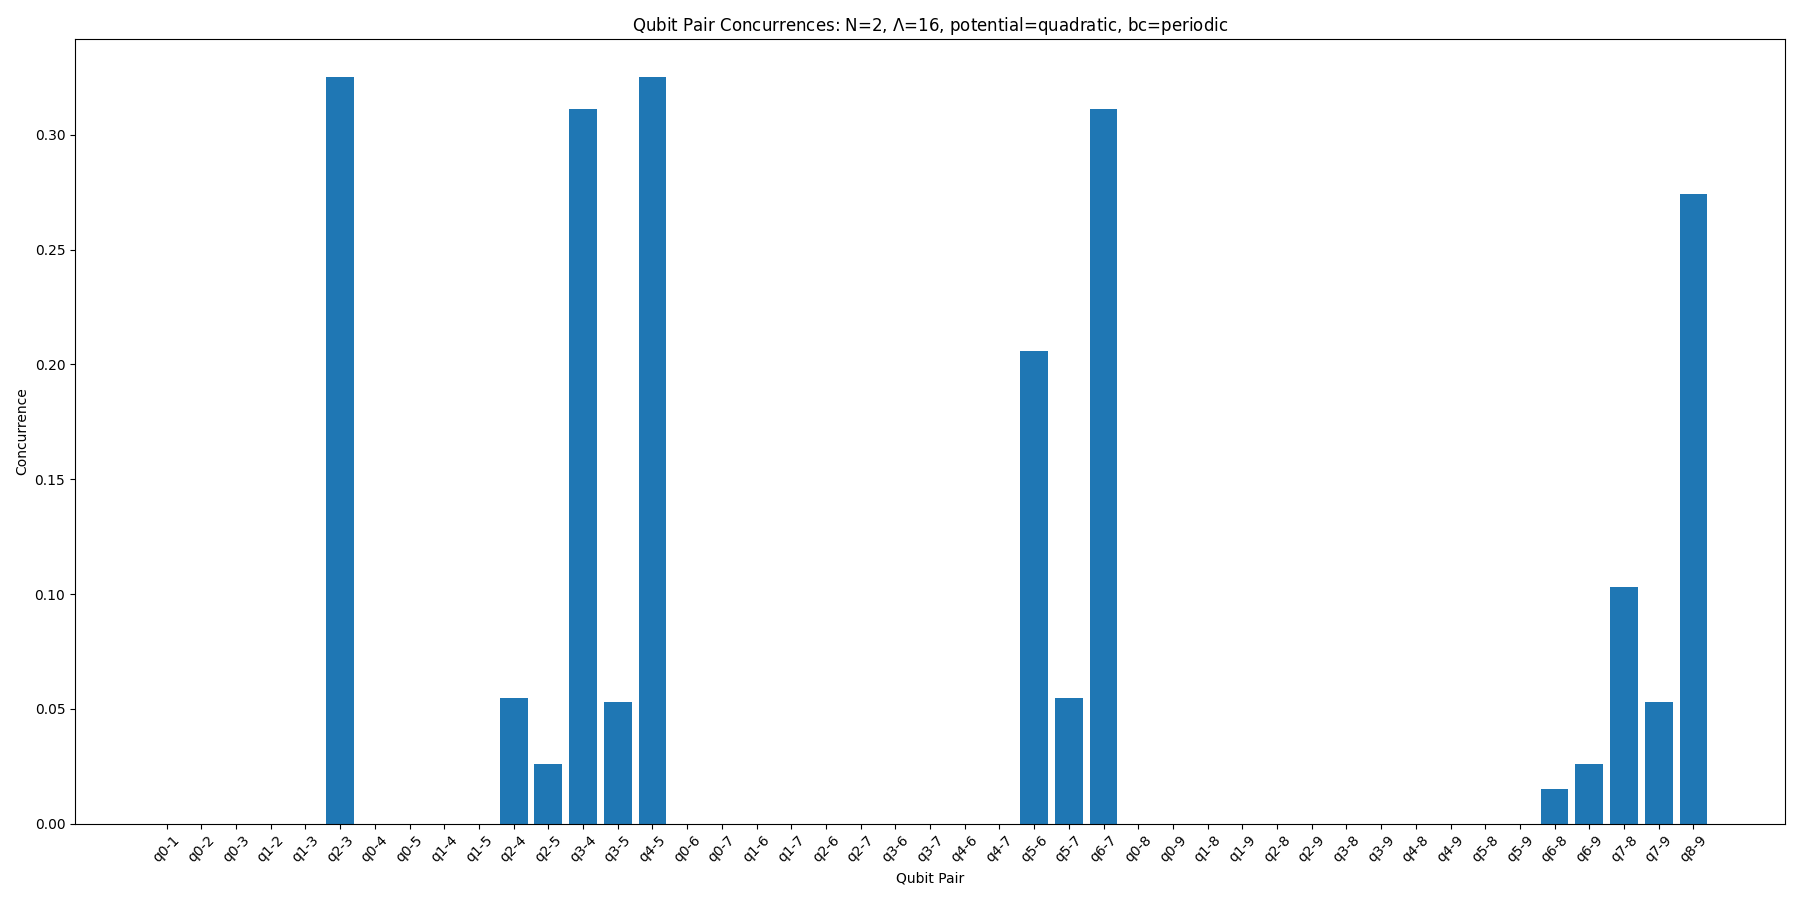 Qubit Pair Concurrences: N=2, Λ=16, potential=quadratic, bc=periodic
Concurrence
0.30
0.25
0.20
0.15
0.10
0.05
0.00
q0-1 q0-2 q0-3 q1-2 q1-3 q2-3 q0-4 q0-5 q1-4 q1-5 q2-4 q2-5 q3-4 q3-5 q4-5 q0-6 q0-7 q1-6 q1-7 q2-6 q2-7 q3-6 q3-7 q4-6 q4-7 q5-6 q5-7 q6-7 q0-8 q0-9 q1-8 q1-9 q2-8 q2-9 q3-8 q3-9 q4-8 q4-9 q5-8 q5-9 q6-8 q6-9 q7-8 q7-9 q8-9
Qubit Pair